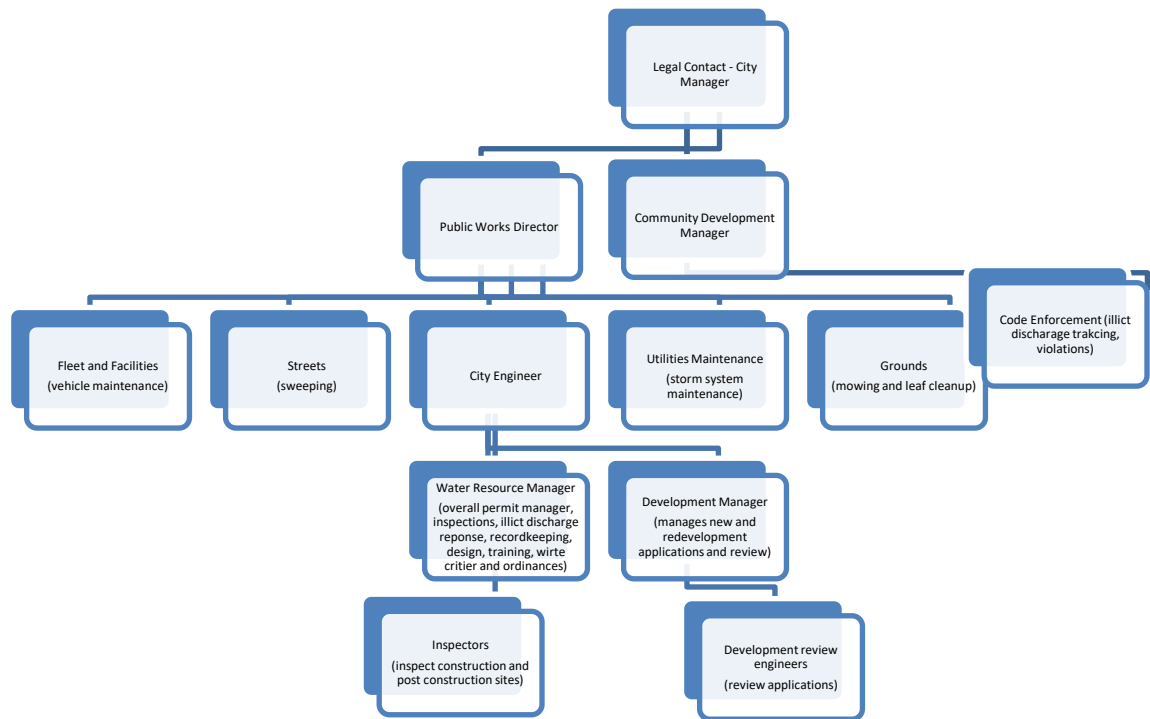 Legal Contact - City
Manager
Public Works Director
Community Development
Manager
Fleet and Facilities
(vehicle maintenance)
Streets
(sweeping)
City Engineer
Utilities Maintenance
(storm system
maintenance)
Grounds
(mowing and leaf cleanup)
Code Enforcement (illict
discharage trakcing,
violations)
Water Resource Manager
(overall permit manager,
inspections, illict discharge
reponse, recordkeeping,
design, training, wirte
critier and ordinances)
Development Manager
(manages new and
redevelopment
applications and review)
Inspectors
(inspect construction and
post construction sites)
Development review
engineers
(review applications)